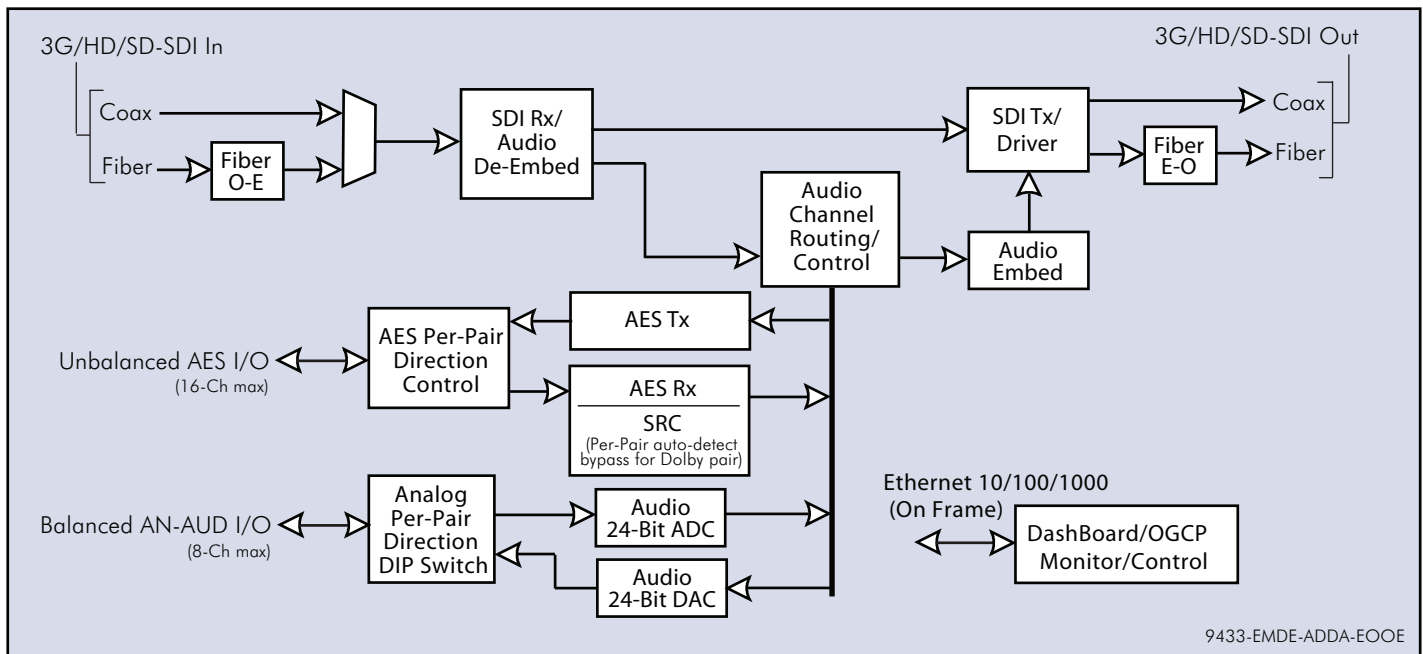 3G/HD/SD-SDI In
3G/HD/SD-SDI Out
Coax
Fiber
Fiber
O-E
SDI Rx/
Audio
De-Embed
SDI Tx/
Driver
Coax
Fiber
E-O
Fiber
Audio
Channel
Routing/
Control
Audio
Embed
AES Tx
Unbalanced AES I/O
(16-Ch max)
AES Per-Pair
Direction
Control
AES Rx
SRC
(Per-Pair auto-detect
bypass for Dolby pair)
Balanced AN-AUD I/O
(8-Ch max)
Analog
Per-Pair
Direction
DIP Switch
Audio
24-Bit ADC
Audio
24-Bit DAC
Ethernet 10/100/1000
(On Frame)
DashBoard/OGCP
Monitor/Control
9433-EMDE-ADDA-EOOE